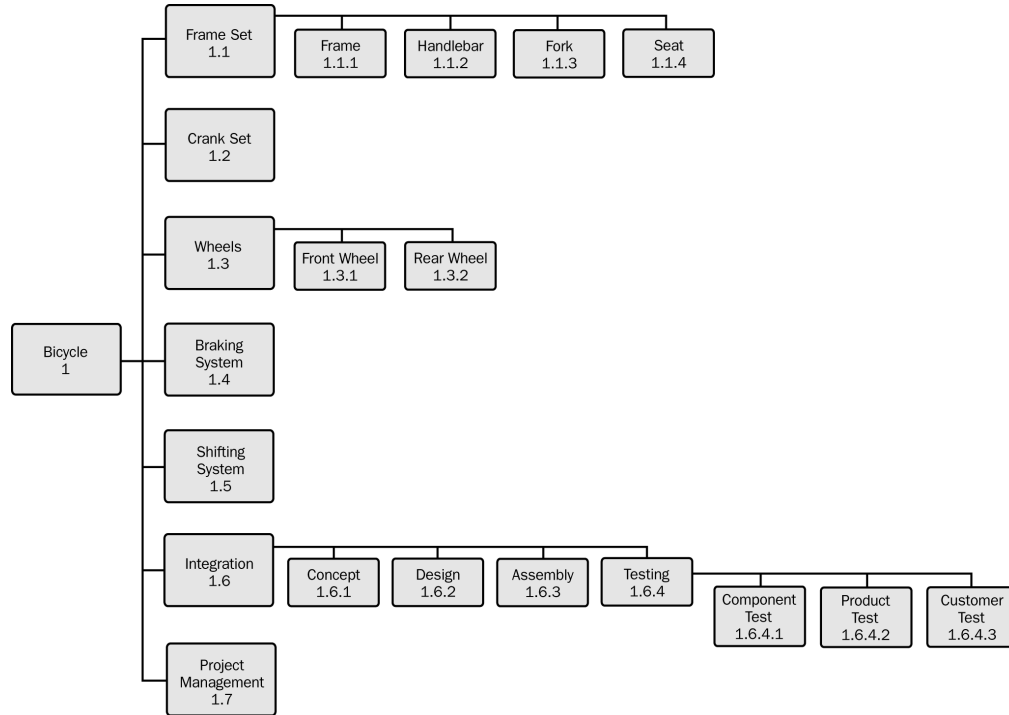 Frame Set
1.1
Frame
1.1.1
Handlebar
1.1.2
Fork
1.1.3
Seat
1.1.4
Crank Set
1.2
Wheels
1.3
Front Wheel
1.3.1
Rear Wheel
1.3.2
Bicycle
1
Braking
System
1.4
Shifting
System
1.5
Integration
1.6
Concept
1.6.1
Design
1.6.2
Assembly
1.6.3
Testing
1.6.4
Component
Test
1.6.4.1
Product
Test
1.6.4.2
Customer
Test
1.6.4.3
Project
Management
1.7